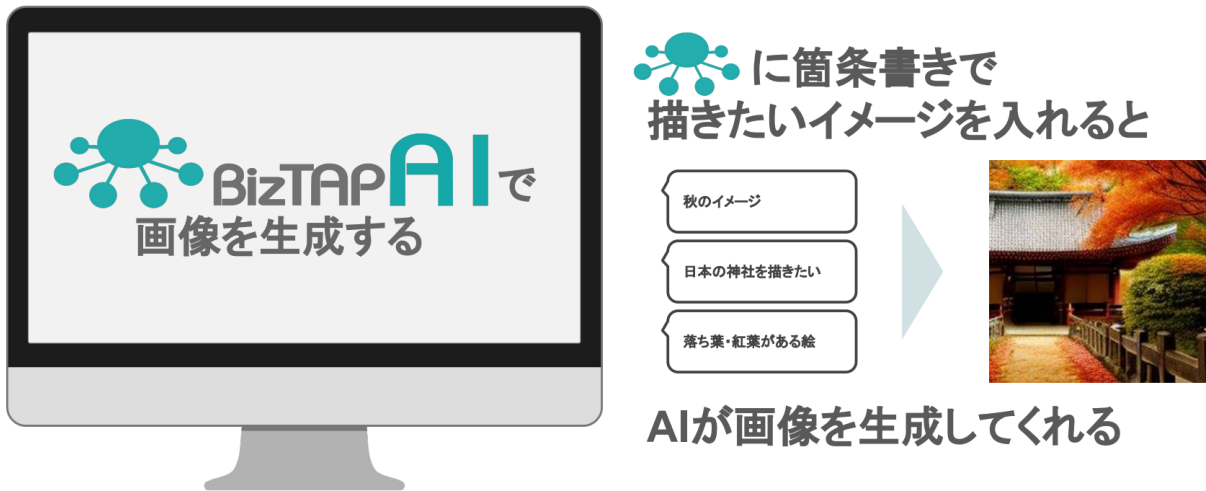 BizTAP AIで
画像を生成する
に箇条書きで
描きたいイメージを入れると
秋のイメージ
日本の神社を描きたい
落ち葉・紅葉がある絵
AIが画像を生成してくれる